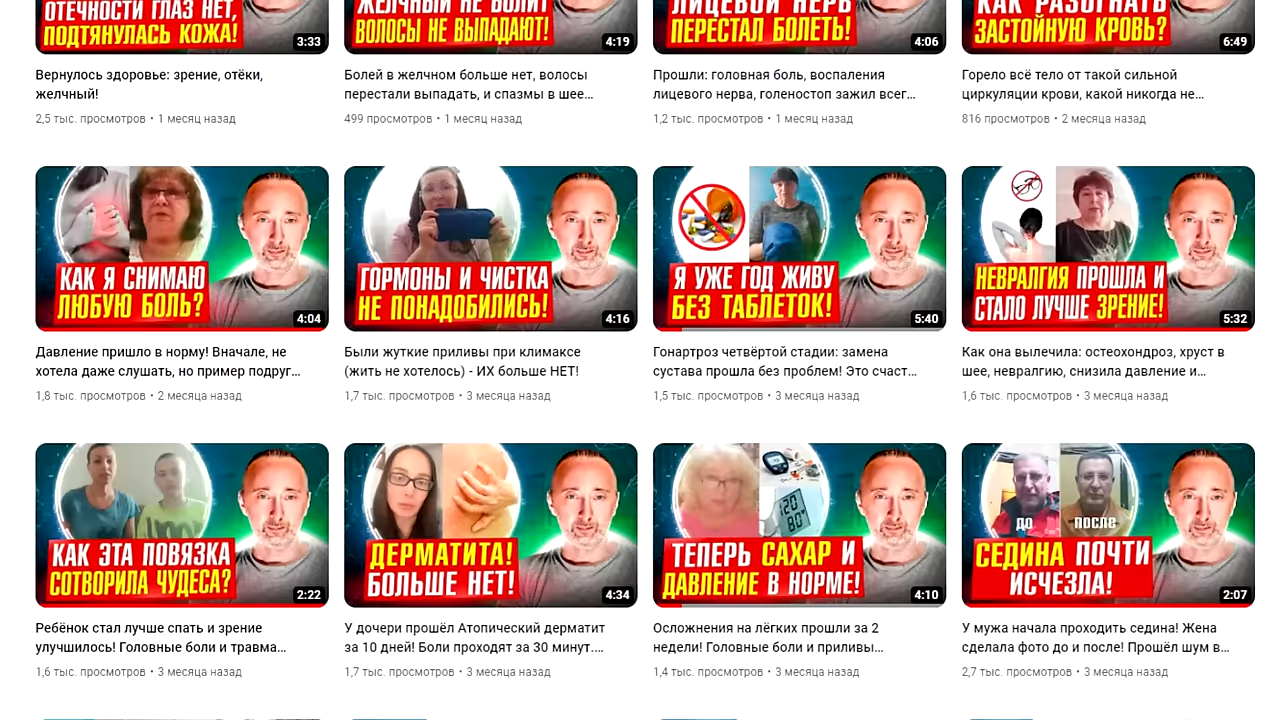 ОТЕЧНОСТИ ГЛАЗ НЕТ,
ПОДТЯНУЛАСЬ КОЖА!
3:33
ЖЕЛЧНЫЙ НЕ БОЛИТ
ВОЛОСЫ НЕ ВЫПАДАЮТ!
4:19
ЛИЦЕВОЙ НЕРВ
ПЕРЕСТАЛ БОЛЕТЬ!
4:06
КАК РАЗОГНАТЬ
ЗАСТОЙНУЮ КРОВЬ?
6:49
Вернулось здоровье: зрение, отёки,
желчный!
2,5 тыс. просмотров • 1 месяц назад
Болей в желчном больше нет, волосы
перестали выпадать, и спазмы в шее...
499 просмотров • 1 месяц назад
Прошли: головная боль, воспаления
лицевого нерва, голеностоп зажил всег...
1,2 тыс. просмотров • 1 месяц назад
Горело всё тело от такой сильной
циркуляции крови, какой никогда не...
816 просмотров • 2 месяца назад
КАК Я СНИМАЮ
ЛЮБУЮ БОЛЬ?
4:04
ГОРМОНЫ И ЧИСТКА
НЕ ПОНАДОБИЛИСЬ!
4:16
Я УЖЕ ГОД ЖИВУ
БЕЗ ТАБЛЕТОК!
5:40
НЕВРАЛГИЯ ПРОШЛА И
СТАЛО ЛУЧШЕ ЗРЕНИЕ!
5:32
Давление пришло в норму! Вначале, не
хотела даже слушать, но пример подруг...
1,8 тыс. просмотров • 2 месяца назад
Были жуткие приливы при климаксе
(жить не хотелось) - ИХ больше НЕТ!
1,7 тыс. просмотров • 3 месяца назад
Гонартроз четвёртой стадии: замена
сустава прошла без проблем! Это счаст...
1,5 тыс. просмотров • 3 месяца назад
Как она вылечила: остеохондроз, хруст в
шее, невралгию, снизила давление и...
1,6 тыс. просмотров • 3 месяца назад
КАК ЭТА ПОВЯЗКА
СОТВОРИЛА ЧУДЕСА?
2:22
ДЕРМАТИТА!
БОЛЬШЕ НЕТ!
4:34
120
80
ТЕПЕРЬ САХАР И
ДАВЛЕНИЕ В НОРМЕ!
4:10
до после
СЕДИНА ПОЧТИ
ИСЧЕЗЛА!
2:07
Ребёнок стал лучше спать и зрение
улучшилось! Головные боли и травма...
1,6 тыс. просмотров • 3 месяца назад
У дочери прошёл Атопический дерматит
за 10 дней! Боли проходят за 30 минут....
1,7 тыс. просмотров • 3 месяца назад
Осложнения на лёгких прошли за 2
недели! Головные боли и приливы...
1,4 тыс. просмотров • 3 месяца назад
У мужа начала проходить седина! Жена
сделала фото до и после! Прошёл шум в...
2,7 тыс. просмотров • 3 месяца назад